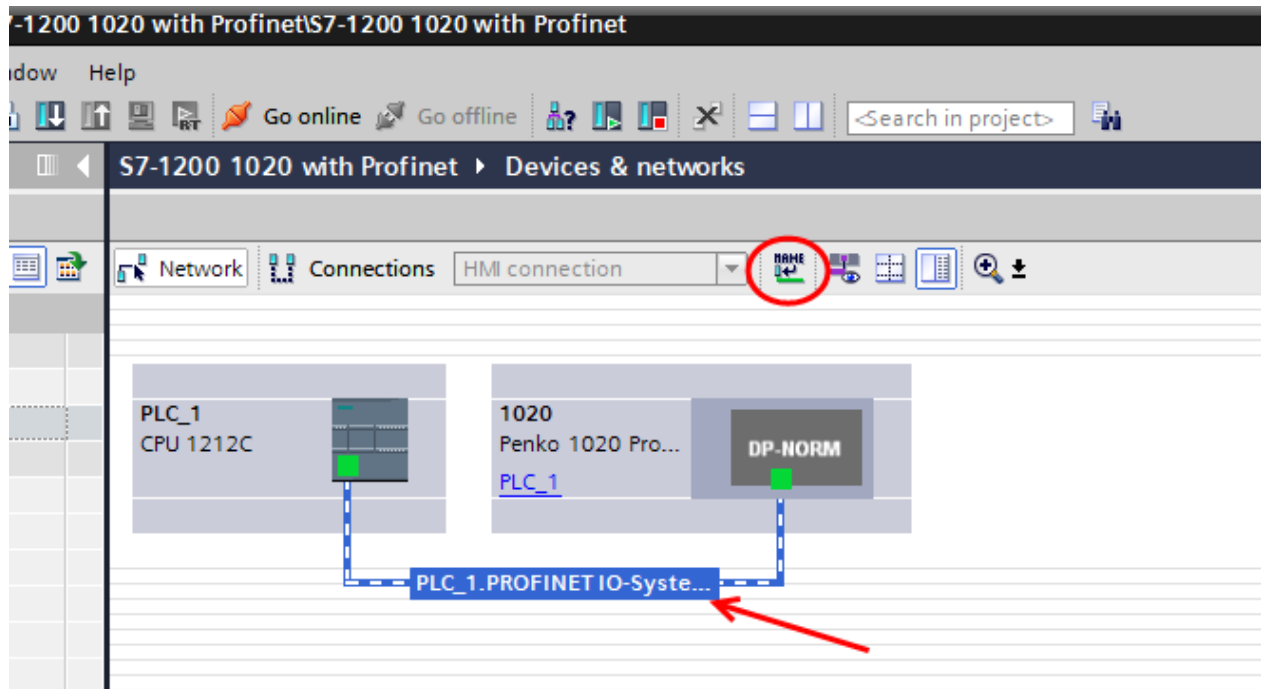 -1200 1020 with Profinet\S7-1200 1020 with Profinet
Help
RT Go online Go offline ? <Search in project>
S7-1200 1020 with Profinet Devices & networks
Network Connections HMI connection NAME
PLC_1
CPU 1212C
1020
Penko 1020 Pro...
PLC_1
DP-NORM
PLC_1.PROFINET IO-Syste...